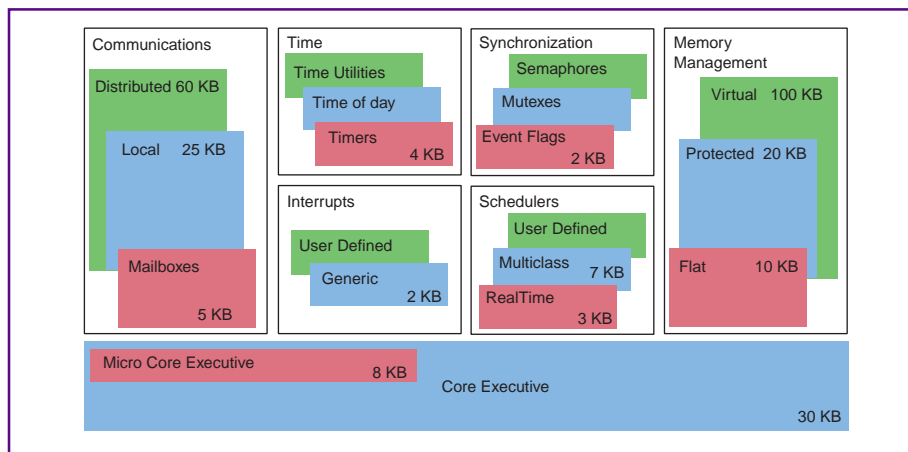 Communications
Distributed 60 KB
Local 25 KB
Mailboxes
5 KB
Time
Time Utilities
Time of day
Timers
4 KB
Synchronization
Semaphores
Mutexes
Event Flags
2 KB
Memory
Management
Virtual 100 KB
Protected 20 KB
Flat 10 KB
Interrupts
User Defined
Generic
2 KB
Schedulers
User Defined
Multiclass
7 KB
RealTime
3 KB
Micro Core Executive
8 KB
Core Executive
30 KB